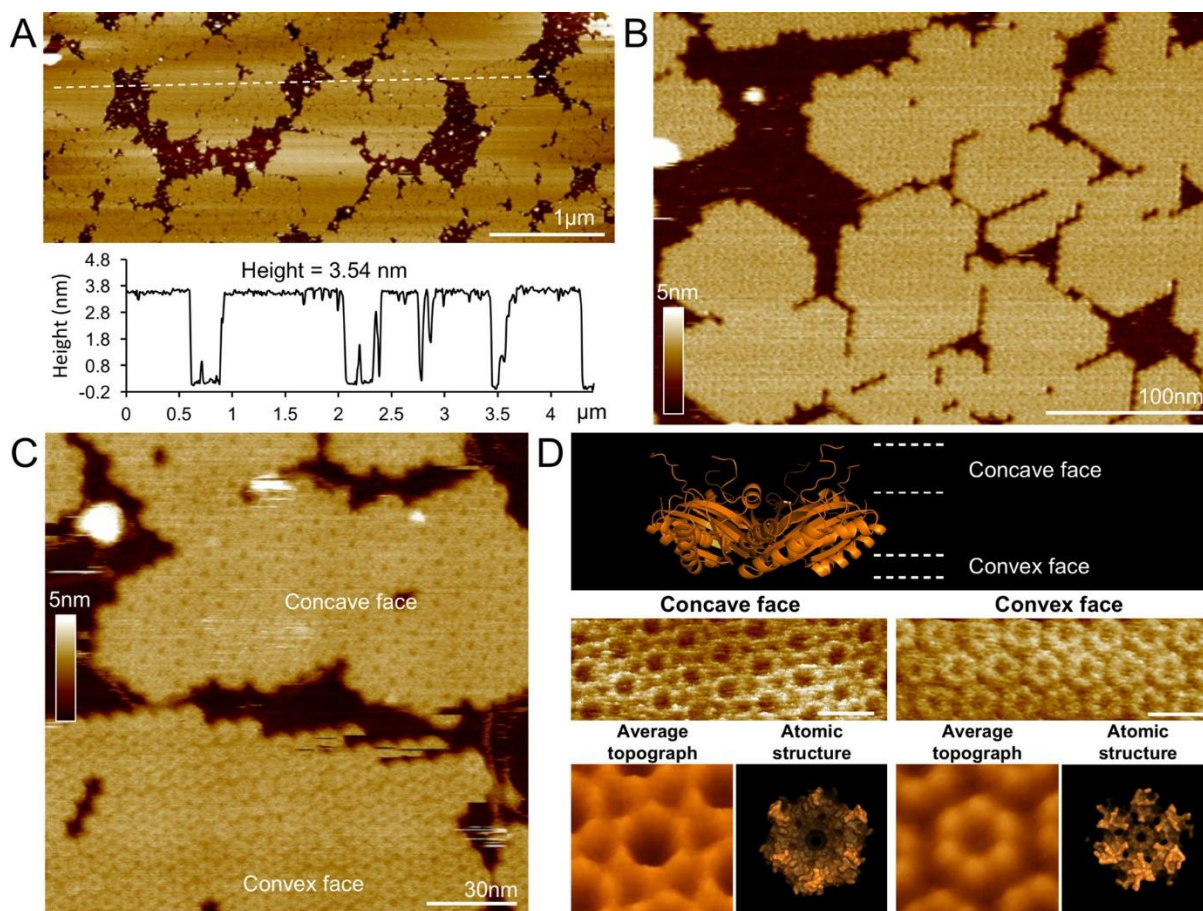 A
1µm
Height = 3.54 nm
Height (nm)
4.8
3.8
2.8
1.8
0.8
-0.2
0 0.5 1 1.5 2 2.5 3 3.5 4 µm
B
5nm
100nm
C
Concave face
5nm
Convex face
30nm
D
Concave face
Convex face
Concave face Convex face
Average topograph
Atomic structure
Average topograph
Atomic structure